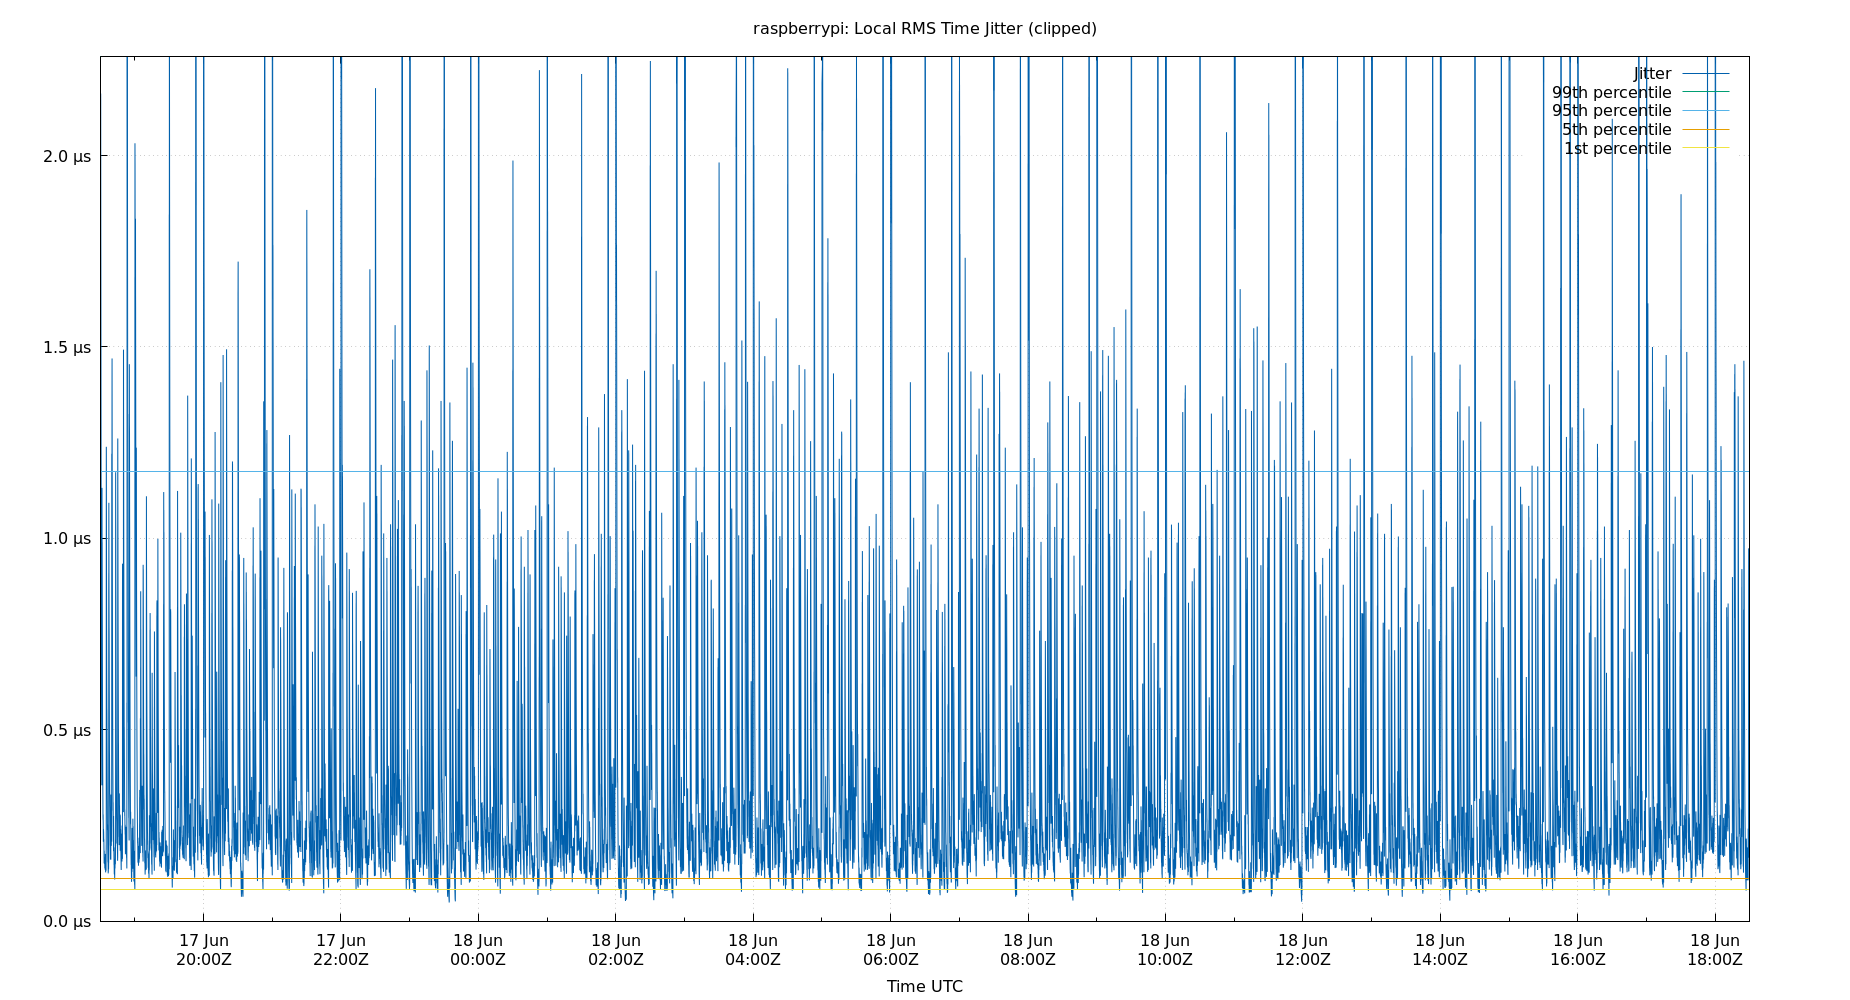 raspberrypi: Local RMS Time Jitter (clipped)
Jitter
99th percentile
95th percentile
5th percentile
1st percentile
2.0 µs
1.5 µs
1.0 µs
0.5 µs
0.0 µs
17 Jun 17 Jun 18 Jun 18 Jun 18 Jun 18 Jun 18 Jun 18 Jun 18 Jun 18 Jun 18 Jun 18 Jun
20:00Z 22:00Z 00:00Z 02:00Z 04:00Z 06:00Z 08:00Z 10:00Z 12:00Z 14:00Z 16:00Z 18:00Z
Time UTC